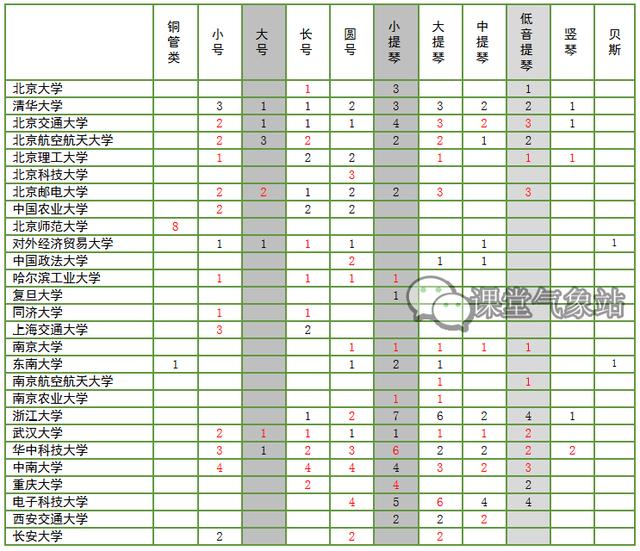 铜管类 小号 大号 长号 圆号 小提琴 大提琴 中提琴 低音提琴 竖琴 贝斯
北京大学 1 3 1
清华大学 3 1 1 2 3 3 2 2 1
北京交通大学 2 1 1 1 4 3 2 3 1
北京航空航天大学 2 3 2 2 2 1 2
北京理工大学 1 2 2 1 1 1
北京科技大学 3
北京邮电大学 2 2 1 2 2 3 3
中国农业大学 2 2 2
北京师范大学 8
对外经济贸易大学 1 1 1 1 1 1
中国政法大学 2 1 1
哈尔滨工业大学 1 1 1 1
复旦大学 1
同济大学 1 1
上海交通大学 3 2
南京大学 1 1 1 1 1
东南大学 1 1 2 1 1
南京航空航天大学 1 1
南京农业大学 1 1
浙江大学 1 2 7 6 2 4 1
武汉大学 2 1 1 1 1 1 1 2
华中科技大学 3 1 2 3 6 2 2 2 2
中南大学 4 4 4 4 3 2 3
重庆大学 2 4 2
电子科技大学 4 5 6 4 4
西安交通大学 2 2 2
长安大学 2 2 2
课堂气象站